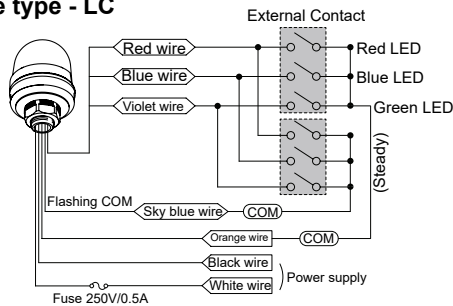 e type - LC
External Contact
Red wire
Red LED
Blue wire
Blue LED
Violet wire
Green LED
(Steady)
Flashing COM
Sky blue wire
COM
Orange wire
COM
Black wire
Power supply
White wire
Fuse 250V/0.5A